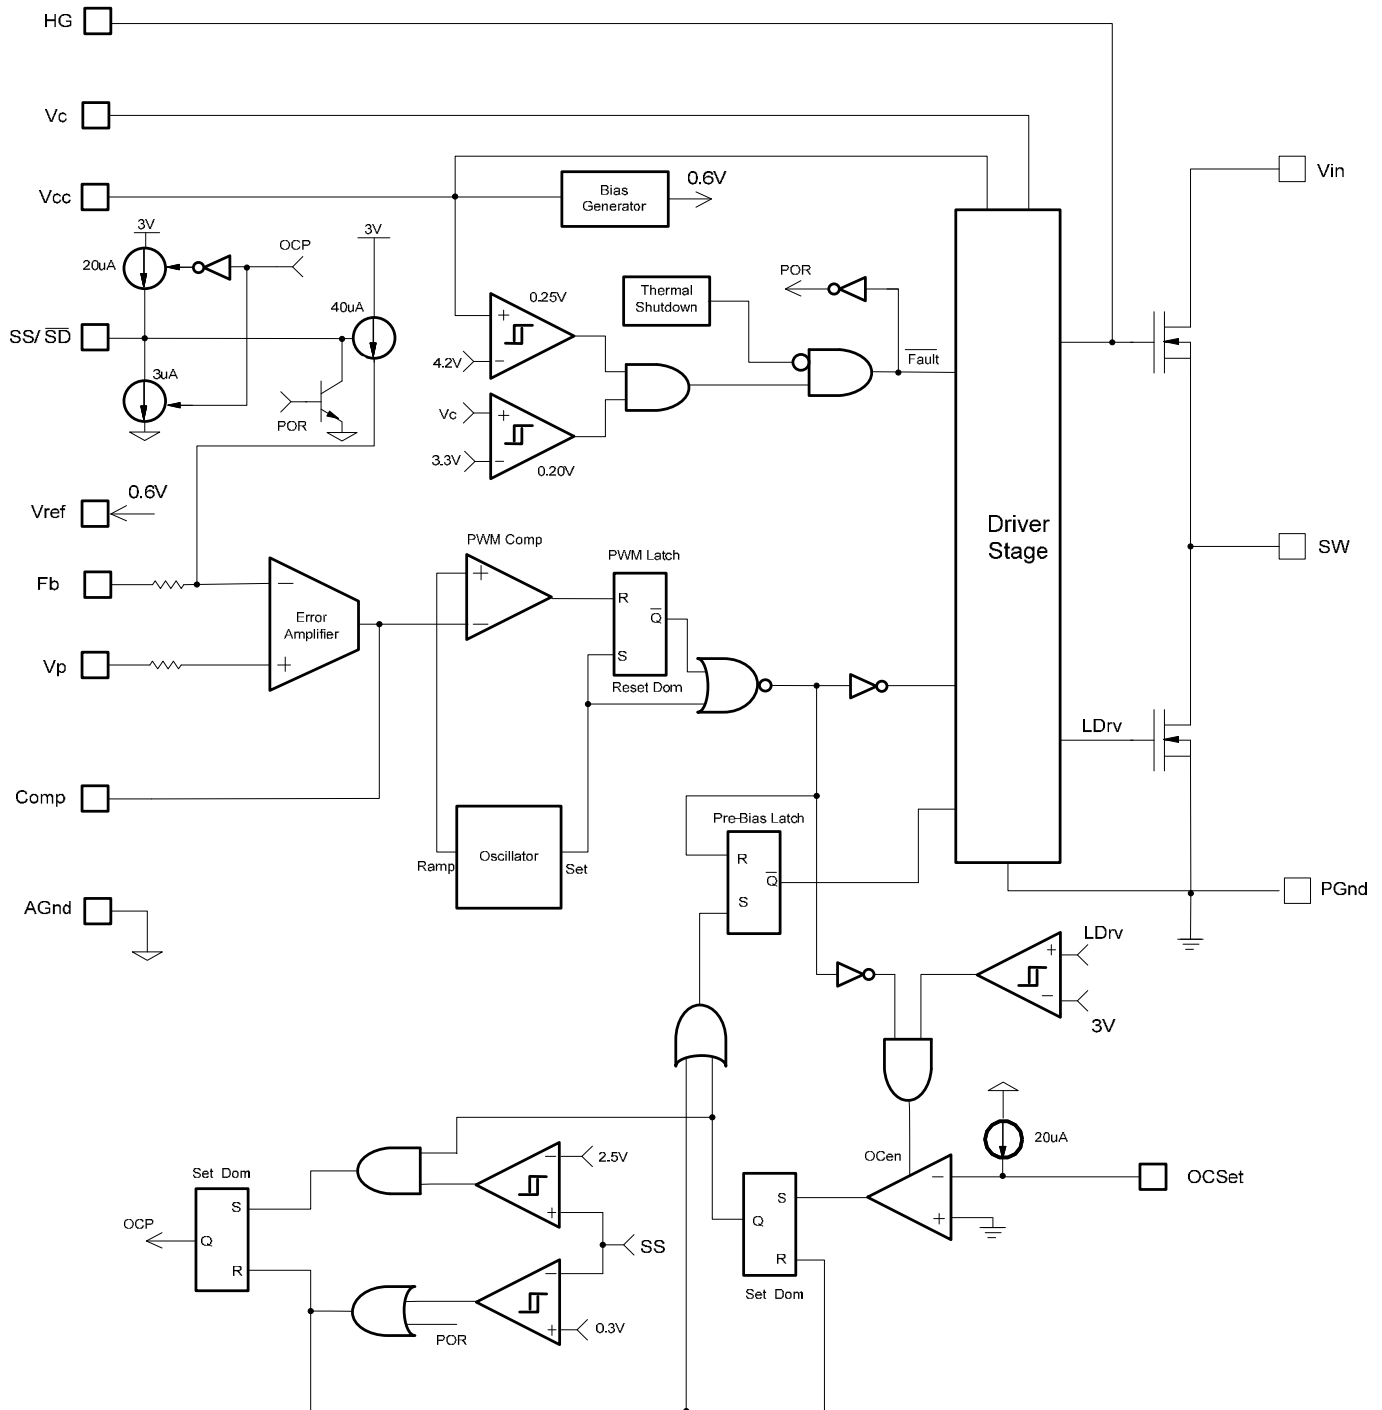 HG
Vc
Vcc
Bias
Generator
0.6V
Vin
3V
20uA
OCP
3V
40uA
SS/ SD
3uA
POR
0.25V
4.2V
+
-
Thermal
Shutdown
POR
Fault
Vc
3.3V
+
-
0.20V
Vref
0.6V
Driver
Stage
SW
Fb
Vp
Error
Amplifier
-
+
PWM Comp
+
-
PWM Latch
R
Q
S
Reset Dom
LDrv
Comp
Ramp
Oscillator
Set
Pre-Bias Latch
R
Q
S
AGnd
PGnd
LDrv
+
-
3V
OCen
20uA
-
+
OCSet
Set Dom
S
Q
R
OCP
-
2.5V
+
SS
-
+
0.3V
POR
S
Q
R
Set Dom